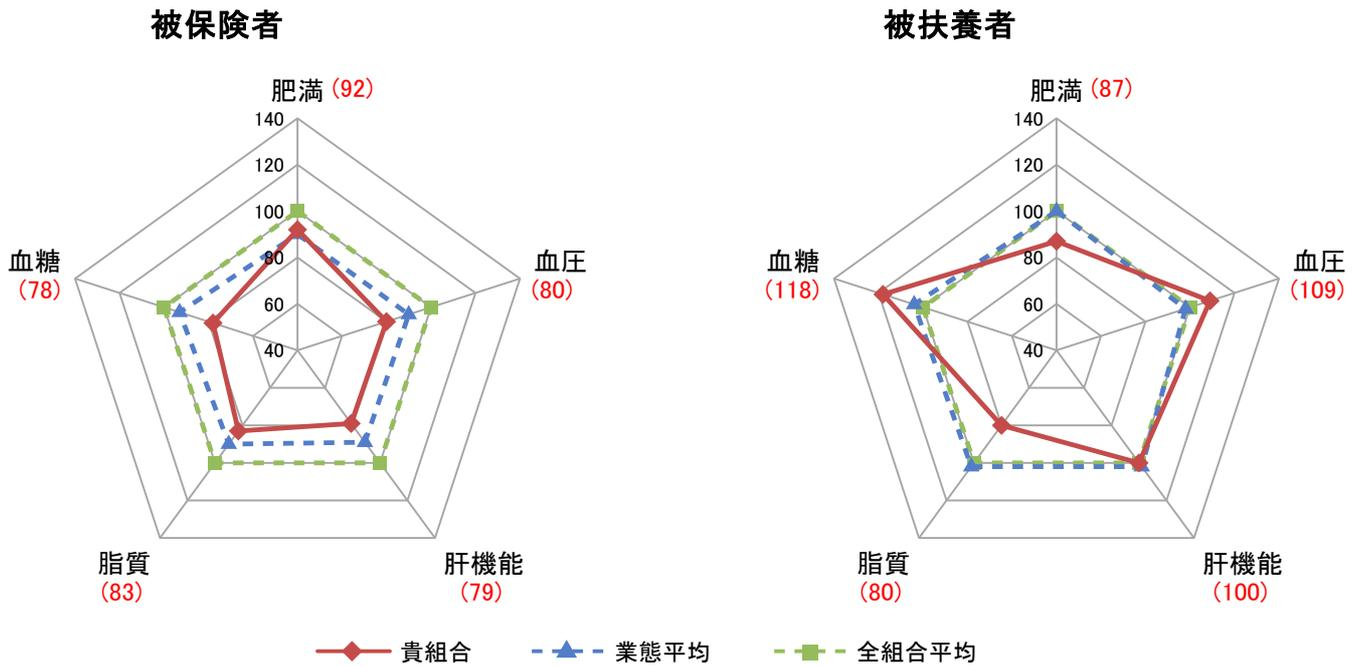 被保険者
肥満 (92)
140
120
100
80
60
40
血糖
(78)
血圧
(80)
脂質
(83)
肝機能
(79)
被扶養者
肥満 (87)
140
120
100
80
60
40
血糖
(118)
血圧
(109)
脂質
(80)
肝機能
(100)
貴組合 業態平均 全組合平均